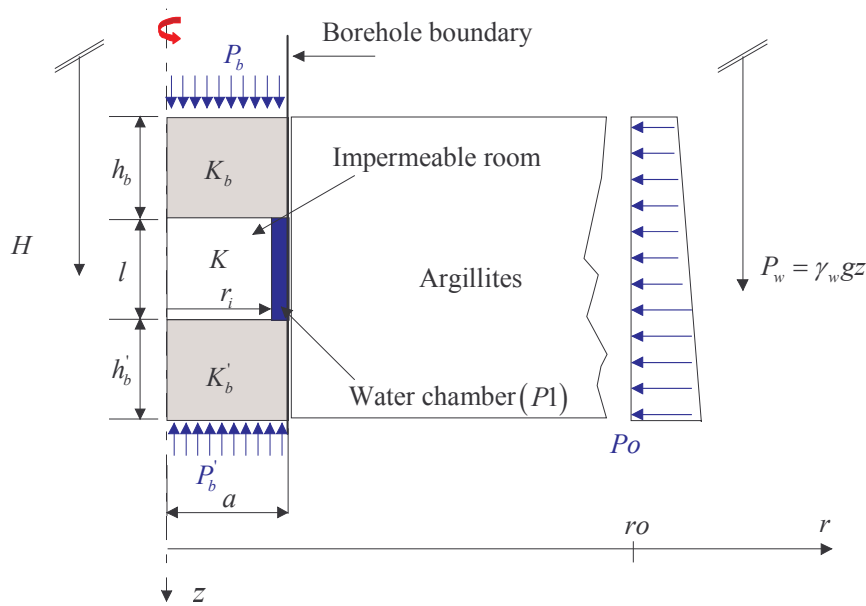 Borehole boundary
P_b
Impermeable room
h_b
K_b
H
l
K
r_i
Argillites
P_w = γ_w gz
h_b^'
K_b^'
Water chamber (P1)
P_b^'
Po
a
ro
r
z